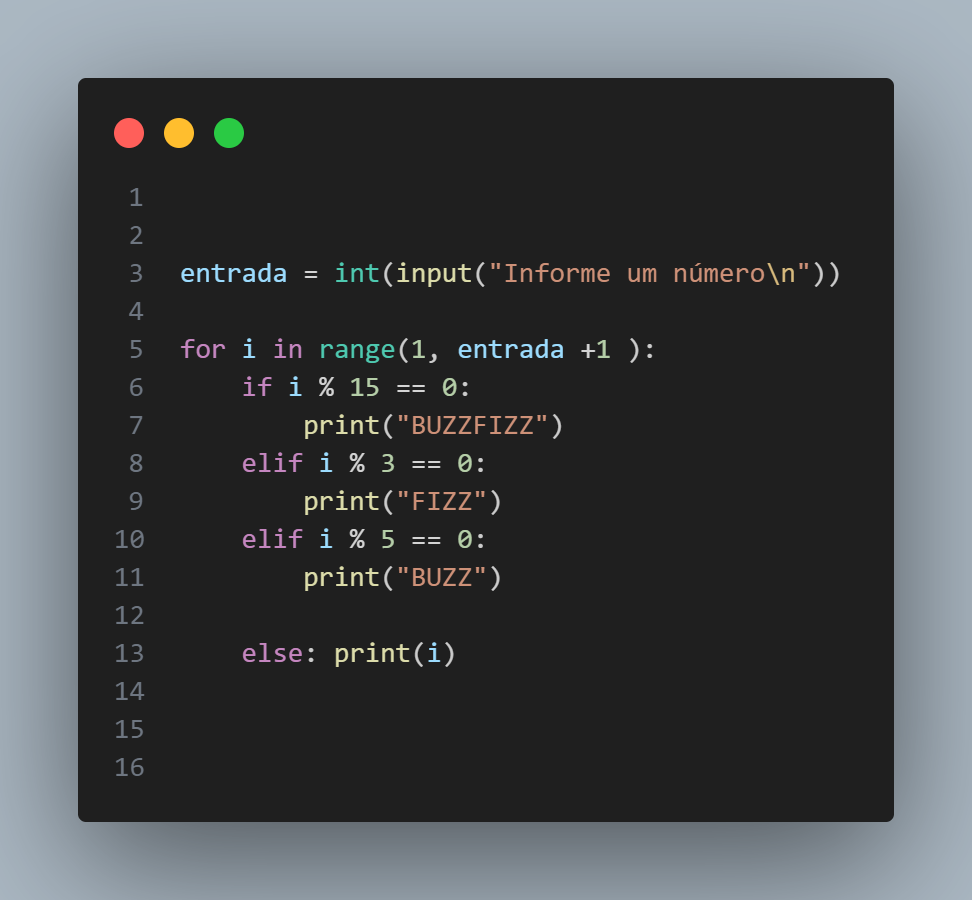 1
2
3 entrada = int(input("Informe um número\n"))
4
5 for i in range(1, entrada +1 ):
6     if i % 15 == 0:
7         print("BUZZFIZZ")
8     elif i % 3 == 0:
9         print("FIZZ")
10     elif i % 5 == 0:
11         print("BUZZ")
12
13     else: print(i)
14
15
16